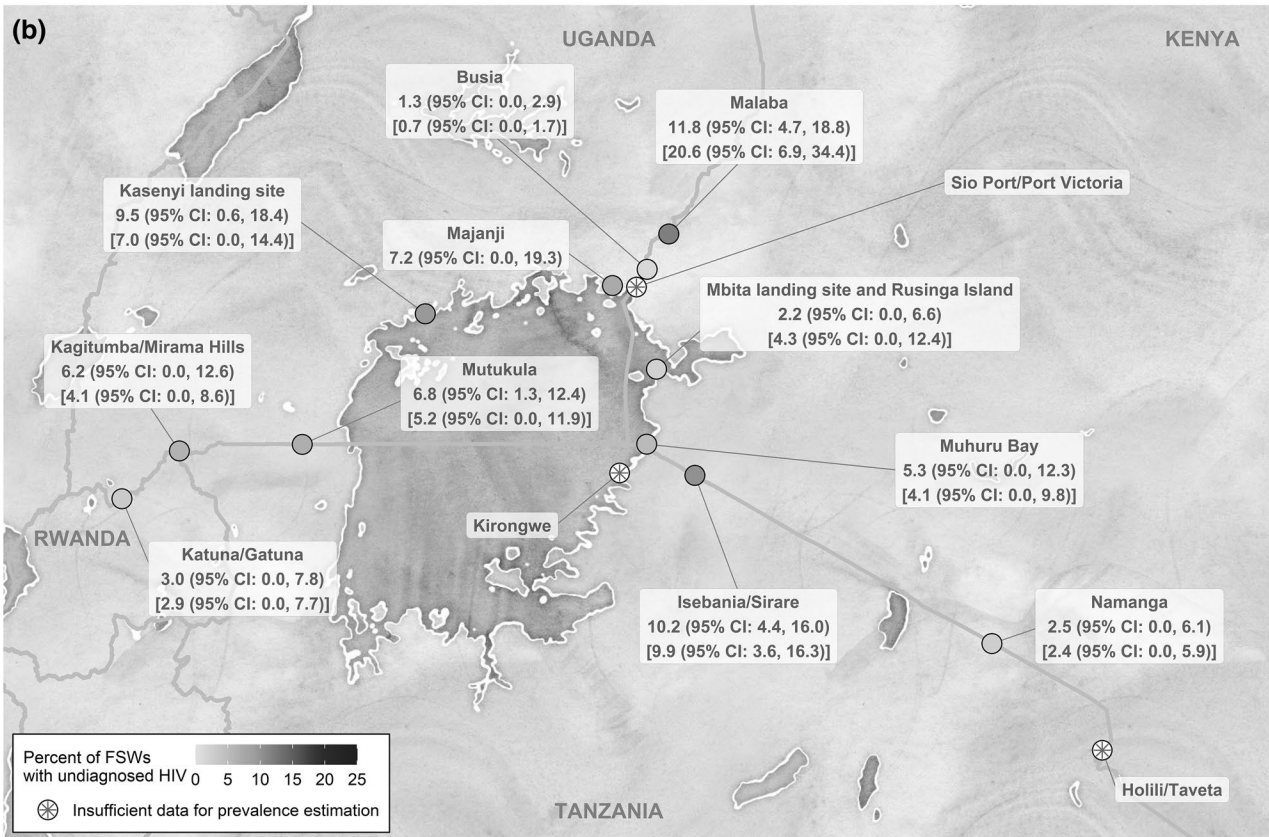 (b)
UGANDA
KENYA
Busia
1.3 (95% CI: 0.0, 2.9)
[0.7 (95% CI: 0.0, 1.7)]
Malaba
11.8 (95% CI: 4.7, 18.8)
[20.6 (95% CI: 6.9, 34.4)]
Sio Port/Port Victoria
Kasenyi landing site
9.5 (95% CI: 0.6, 18.4)
[7.0 (95% CI: 0.0, 14.4)]
Majanji
7.2 (95% CI: 0.0, 19.3)
Mbita landing site and Rusinga Island
2.2 (95% CI: 0.0, 6.6)
[4.3 (95% CI: 0.0, 12.4)]
Kagitumba/Mirama Hills
6.2 (95% CI: 0.0, 12.6)
[4.1 (95% CI: 0.0, 8.6)]
Mutukula
6.8 (95% CI: 1.3, 12.4)
[5.2 (95% CI: 0.0, 11.9)]
Muhuru Bay
5.3 (95% CI: 0.0, 12.3)
[4.1 (95% CI: 0.0, 9.8)]
Kirongwe
RWANDA
Katuna/Gatuna
3.0 (95% CI: 0.0, 7.8)
[2.9 (95% CI: 0.0, 7.7)]
Isebania/Sirare
10.2 (95% CI: 4.4, 16.0)
[9.9 (95% CI: 3.6, 16.3)]
Namanga
2.5 (95% CI: 0.0, 6.1)
[2.4 (95% CI: 0.0, 5.9)]
Holili/Taveta
TANZANIA
Percent of FSWs
with undiagnosed HIV
0 5 10 15 20 25
Insufficient data for prevalence estimation